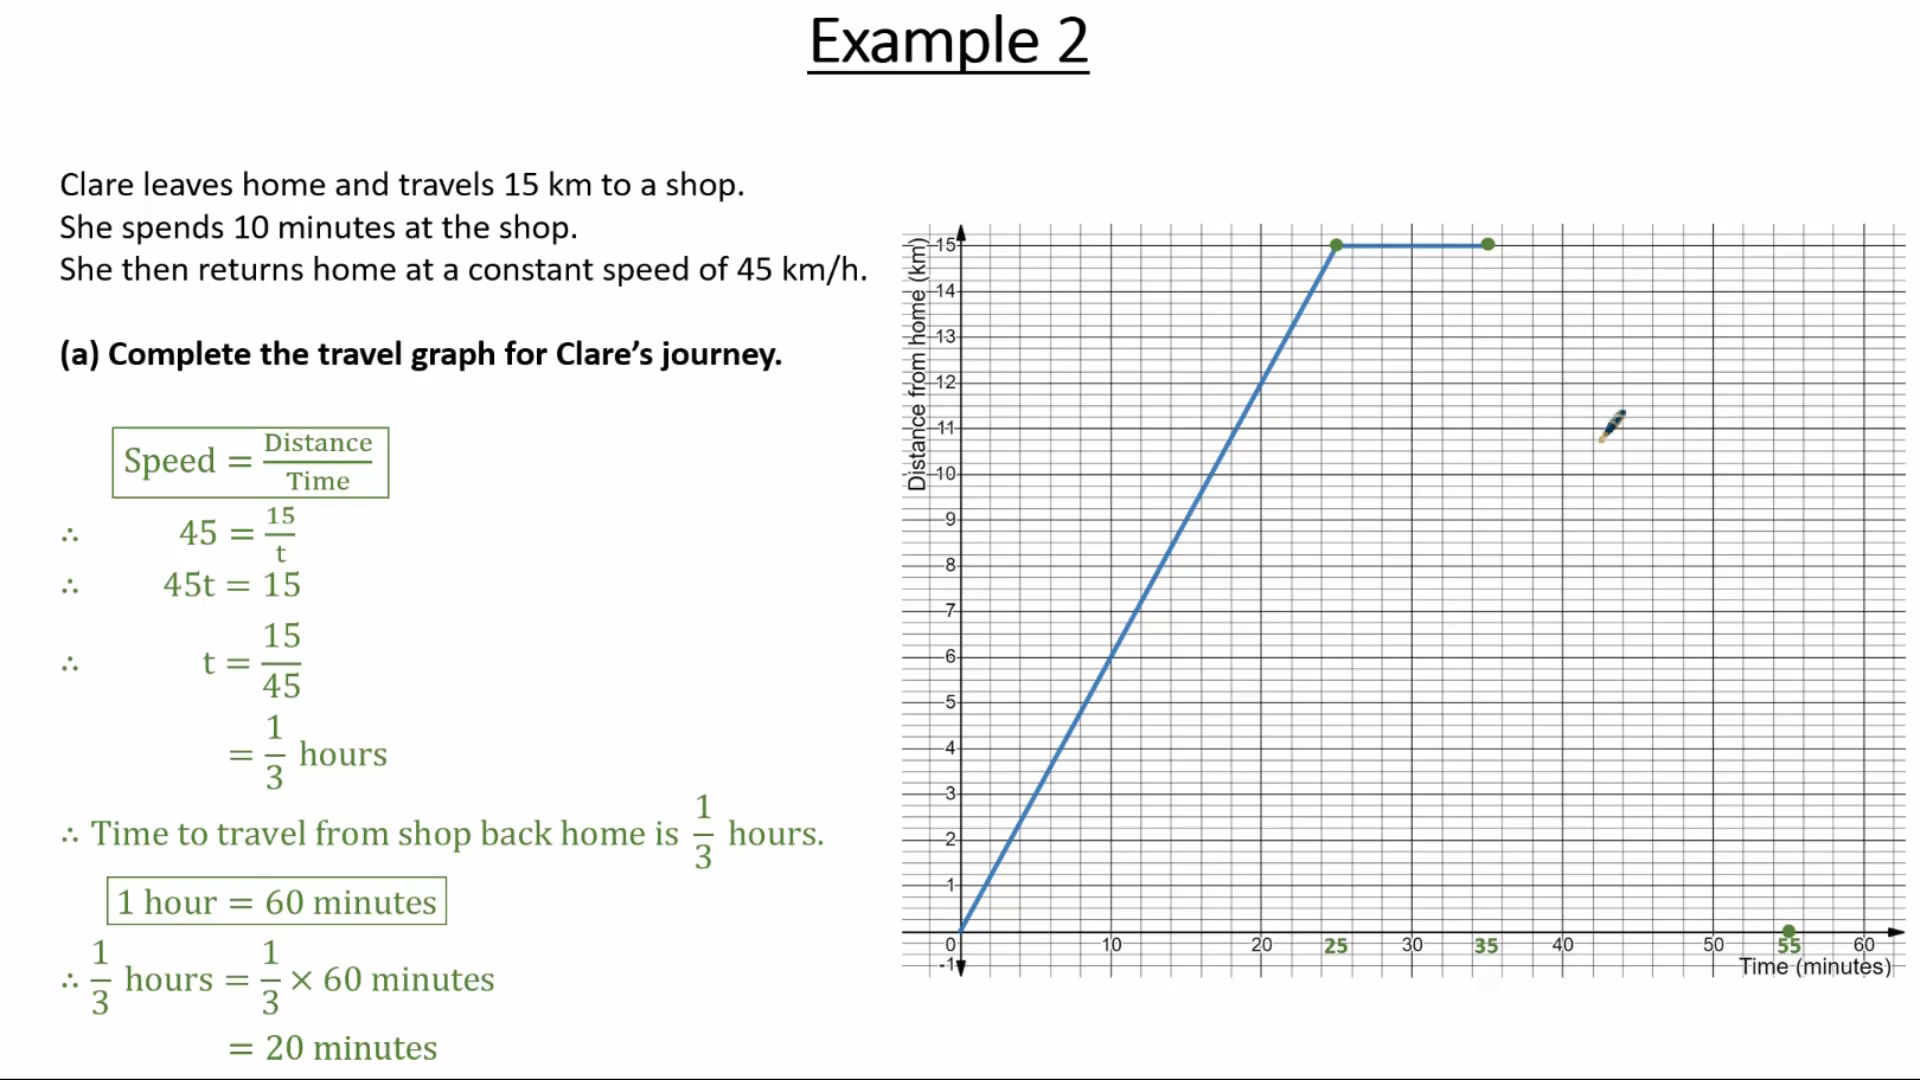 Example 2
Clare leaves home and travels 15 km to a shop.
She spends 10 minutes at the shop.
She then returns home at a constant speed of 45 km/h.
(a) Complete the travel graph for Clare's journey.
Speed = Distance/Time
∴ 45 = 15/t
∴ 45t = 15
∴ t = 15/45
= 1/3 hours
∴ Time to travel from shop back home is 1/3 hours.
1 hour = 60 minutes
∴ 1/3 hours = 1/3 × 60 minutes
= 20 minutes
Distance from home (km)
15
14
13
12
11
10
9
8
7
6
5
4
3
2
1
0 10 20 25 30 35 40 50 55 60
-1
Time (minutes)